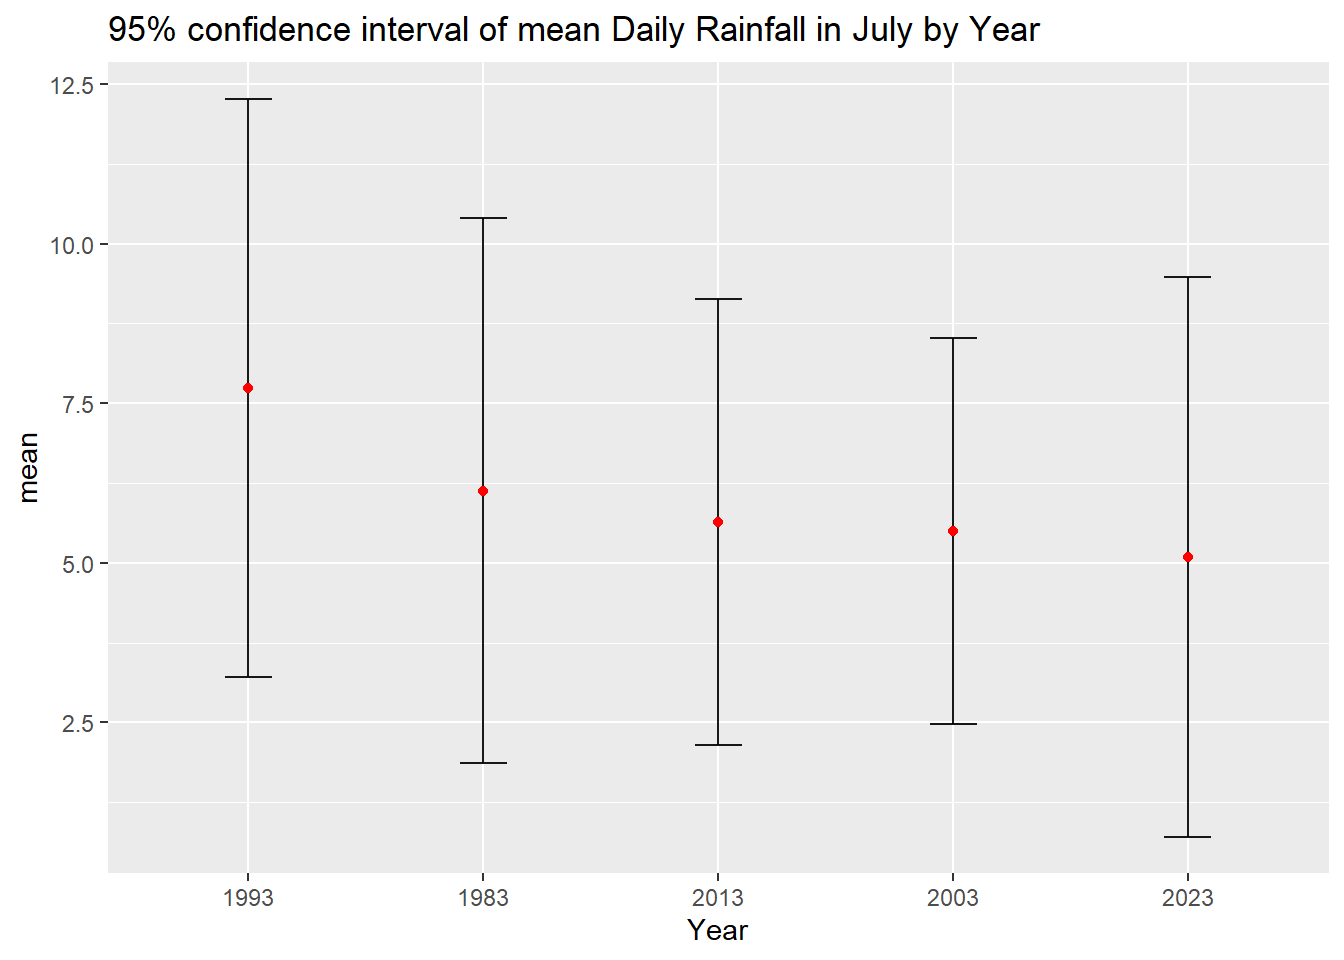 95% confidence interval of mean Daily Rainfall in July by Year
12.5
10.0
7.5
5.0
2.5
mean
1993 1983 2013 2003 2023
Year